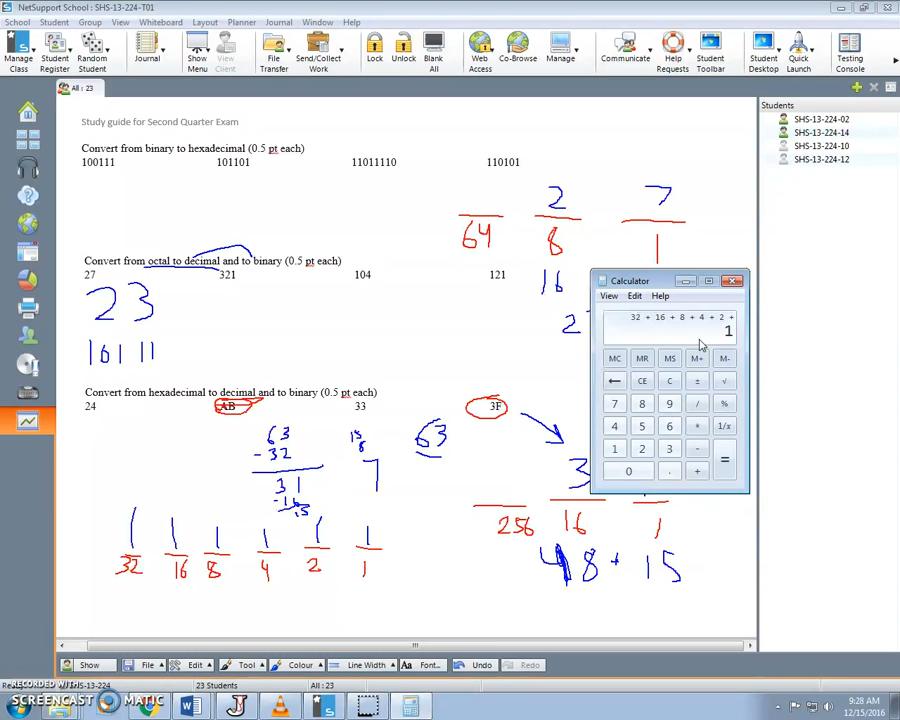 NetSupport School - SHS-13-224-T01
School Edit View Whiteboard Layout Planner Journal Window Help
Group
Manage Class
Student Register
Random Student
Journal
Show Menu
View Client
File Transfer
Send/Collect Work
Lock
Unlock
Blank All
Web Access
Co-Browse
Manage
Communicate
Help Requests
Student Toolbar
Student Desktop
Quick Launch
Testing Console
All : 23
Students
SHS-13-224-02
SHS-13-224-14
SHS-13-224-10
SHS-13-224-12
Study guide for Second Quarter Exam
Convert from binary to hexadecimal (0.5 pt each)
100111 101101 11011110 110101
2 7
64 8 1
16
Convert from octal to decimal and to binary (0.5 pt each)
27 321 104 121
23
10111
2
Calculator
View Edit Help
32 + 16 + 8 + 4 + 2 +
1
MC MR MS M+ M-
← CE C ± √
7 8 9 / %
4 5 6 * 1/x
1 2 3 - =
0 . +
Convert from hexadecimal to decimal and to binary (0.5 pt each)
24 AB 33 3F
63
- 32
31
-16
15
15
8
7
63
3
256 16 1
48 + 15
1 1 1 1 1 1
32 16 8 4 2 1
Show File Edit Tool Colour Line Width Font... Undo Redo
23 Students
All : 23
RECORDED WITH
SCREENCAST MATIC
9:28 AM
12/15/2016